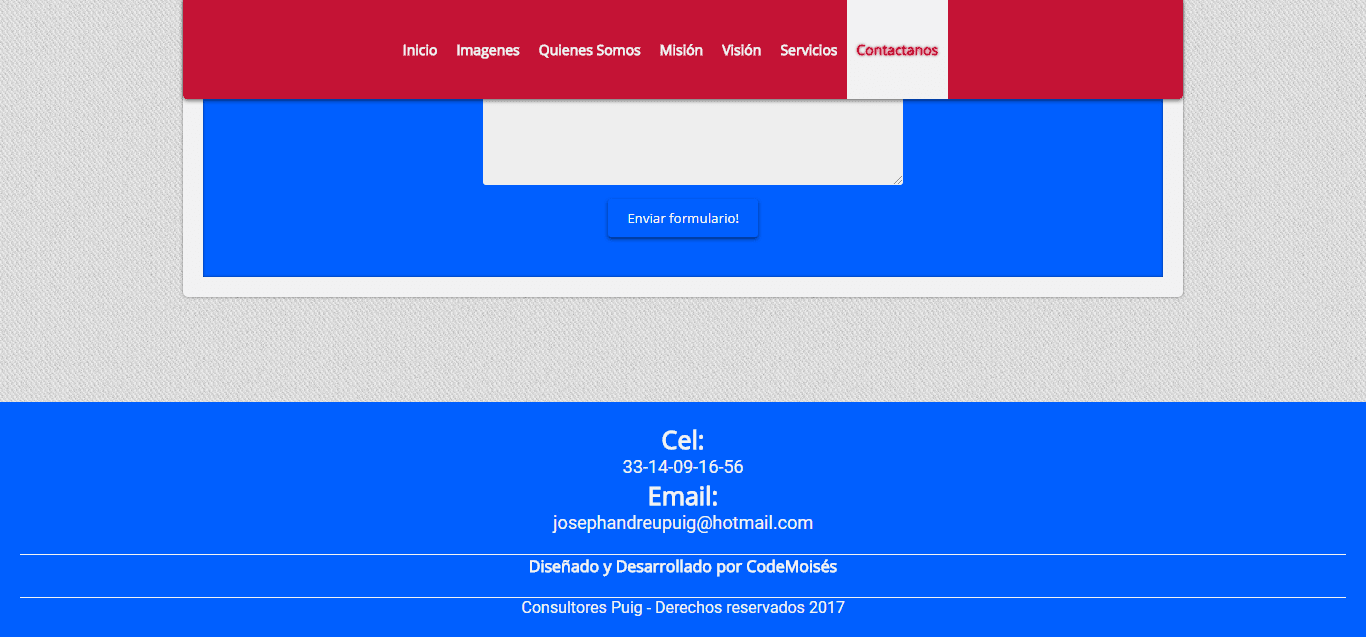 Inicio Imagenes Quienes Somos Misión Visión Servicios Contactanos
Enviar formulario!
Cel:
33-14-09-16-56
Email:
josephandreupuig@hotmail.com
Diseñado y Desarrollado por CodeMoisés
Consultores Puig - Derechos reservados 2017